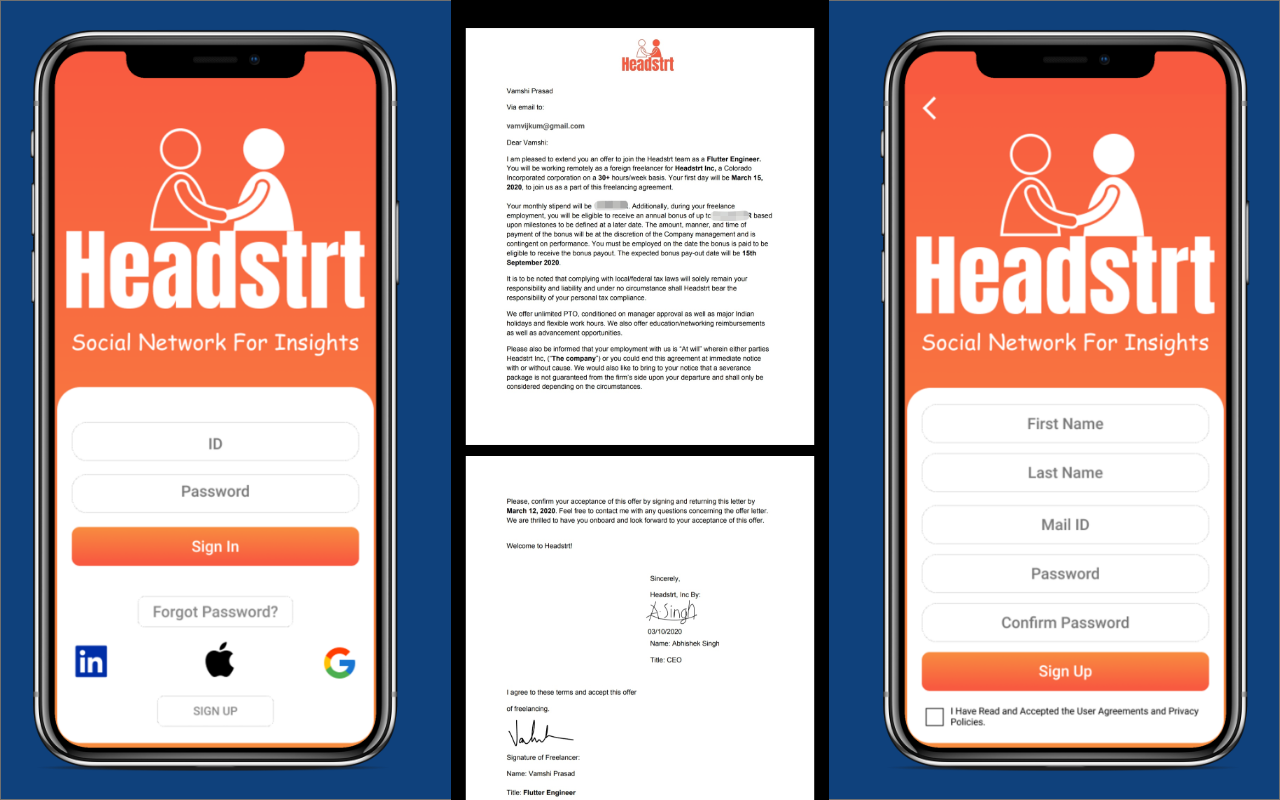 Headstrt
Social Network For Insights
ID
Password
Sign In
Forgot Password?
in
G
SIGN UP
Headstrt
Vamshi Prasad
Via email to:
vamvijkum@gmail.com
Dear Vamshi:
I am pleased to extend you an offer to join the Headstrt team as a Flutter Engineer.
You will be working remotely as a foreign freelancer for Headstrt Inc, a Colorado
Incorporated corporation on a 30+ hours/week basis. Your first day will be March 15,
2020, to join us as a part of this freelancing agreement.
Your monthly stipend will be . Additionally, during your freelance
employment, you will be eligible to receive an annual bonus of up to R based
upon milestones to be defined at a later date. The amount, manner, and time of
payment of the bonus will be at the discretion of the Company management and is
contingent on performance. You must be employed on the date the bonus is paid to be
eligible to receive the bonus payout. The expected bonus pay-out date will be 15th
September 2020.
It is to be noted that complying with local/federal tax laws will solely remain your
responsibility and liability and under no circumstance shall Headstrt bear the
responsibility of your personal tax compliance.
We offer unlimited PTO, conditioned on manager approval as well as major Indian
holidays and flexible work hours. We also offer education/networking reimbursements
as well as advancement opportunities.
Please also be informed that your employment with us is “At will” wherein either parties
Headstrt Inc, (“The company”) or you could end this agreement at immediate notice
with or without cause. We would also like to bring to your notice that a severance
package is not guaranteed from the firm's side upon your departure and shall only be
considered depending on the circumstances.
Please, confirm your acceptance of this offer by signing and returning this letter by
March 12, 2020. Feel free to contact me with any questions concerning the offer letter.
We are thrilled to have you onboard and look forward to your acceptance of this offer.
Welcome to Headstrt!
Sincerely,
Headstrt, Inc By:
A Singh
03/10/2020
Name: Abhishek Singh
Title: CEO
I agree to these terms and accept this offer
of freelancing.
Signature of Freelancer:
Name: Vamshi Prasad
Title: Flutter Engineer
Headstrt
Social Network For Insights
First Name
Last Name
Mail ID
Password
Confirm Password
Sign Up
I Have Read and Accepted the User Agreements and Privacy
Policies.